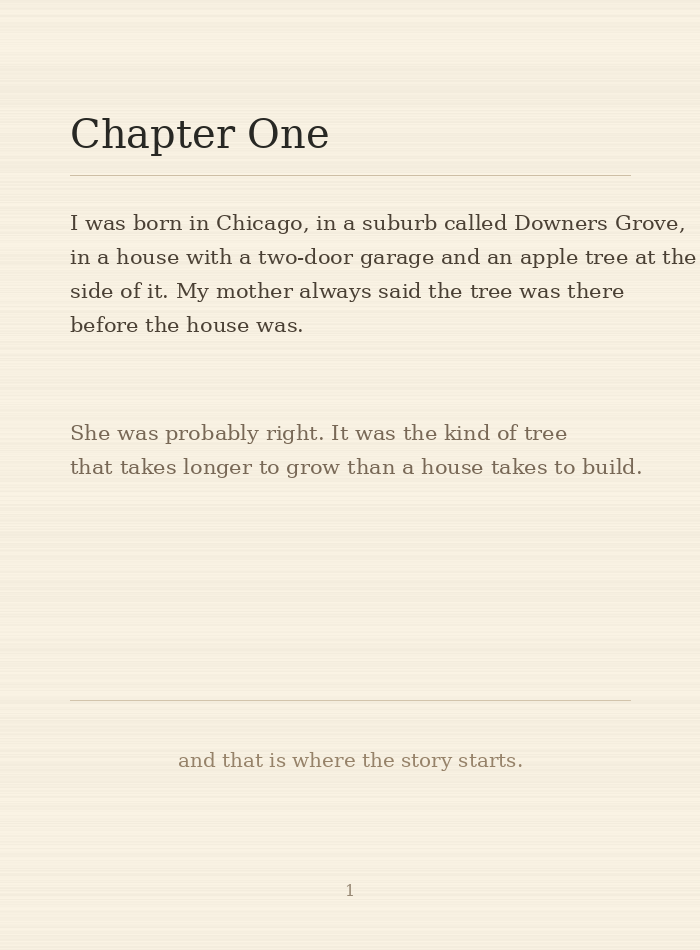 Chapter One
I was born in Chicago, in a suburb called Downers Grove,
in a house with a two-door garage and an apple tree at the
side of it. My mother always said the tree was there
before the house was.
She was probably right. It was the kind of tree
that takes longer to grow than a house takes to build.
and that is where the story starts.
1